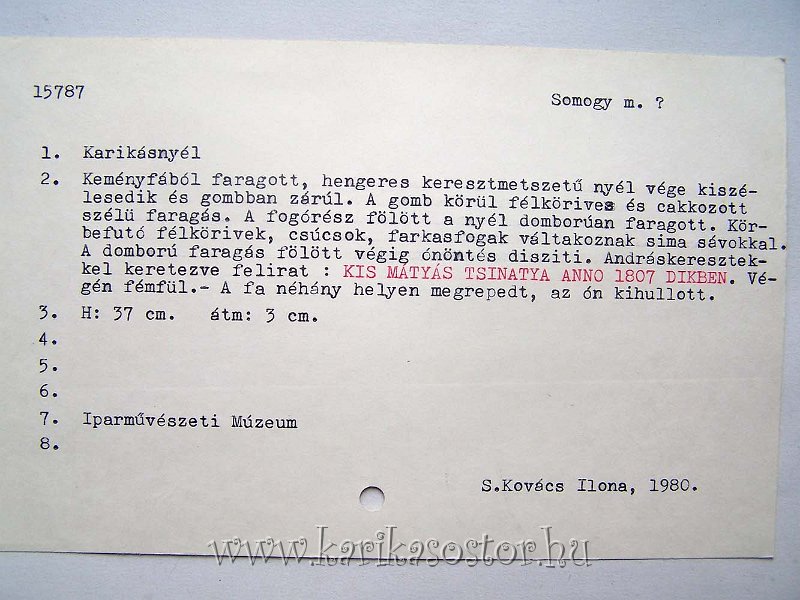 15787
Somogy m. ?
1. Karikásnyél
2. Keményfából faragott, hengeres keresztmetszetű nyél vége kiszé-
lesedik és gombban zárúl. A gomb körül félkörives és cakkozott
szélü faragás. A fogórész fölött a nyél domborúan faragott. Kör-
befutó félkörivek, csúcsok, farkasfogak váltakoznak sima sávokkal.
A domború faragás fölött végig ónöntés disziti. Andráskeresztek-
kel keretezve felirat : KIS MÁTYÁS TSINATYA ANNO 1807 DIKBEN. Vé-
gén fémfül.- A fa néhány helyen megrepedt, az ón kihullott.
3. H: 37 cm. átm: 3 cm.
4.
5.
6.
7. Iparművészeti Múzeum
8.
S.Kovács Ilona, 1980.
www.karikasostor.hu